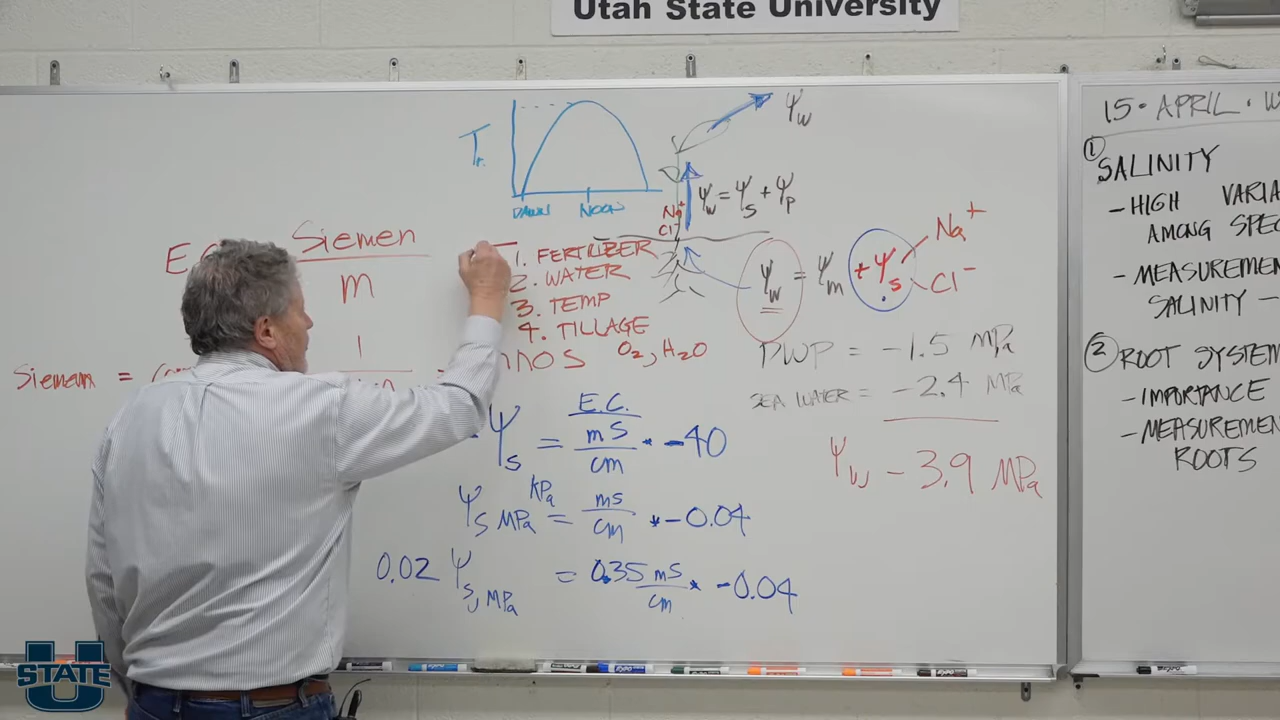 Utah State University
Tr.
DAWN NOON
Ψw
Ψw = Ψs + Ψp
Na+
Cl-
E.C. Siemen
m
1. FERTILIZER
2. WATER
3. TEMP
4. TILLAGE
O2, H2O
Ψw = Ψm + Ψs
Na+
Cl-
Siemen =
1
mhos
PWP = -1.5 MPa
SEA WATER = -2.4 MPa
Ψw -3.9 MPa
E.C.
Ψs kPa = mS/cm * -40
Ψs MPa = mS/cm * -0.04
0.02 Ψs, MPa = 0.35 mS/cm * -0.04
15. APRIL. W
① SALINITY
- HIGH VARIA
AMONG SPEC
- MEASUREMEN
SALINITY -
② ROOT SYSTEM
- IMPORTANCE
- MEASUREMEN
ROOTS
U STATE